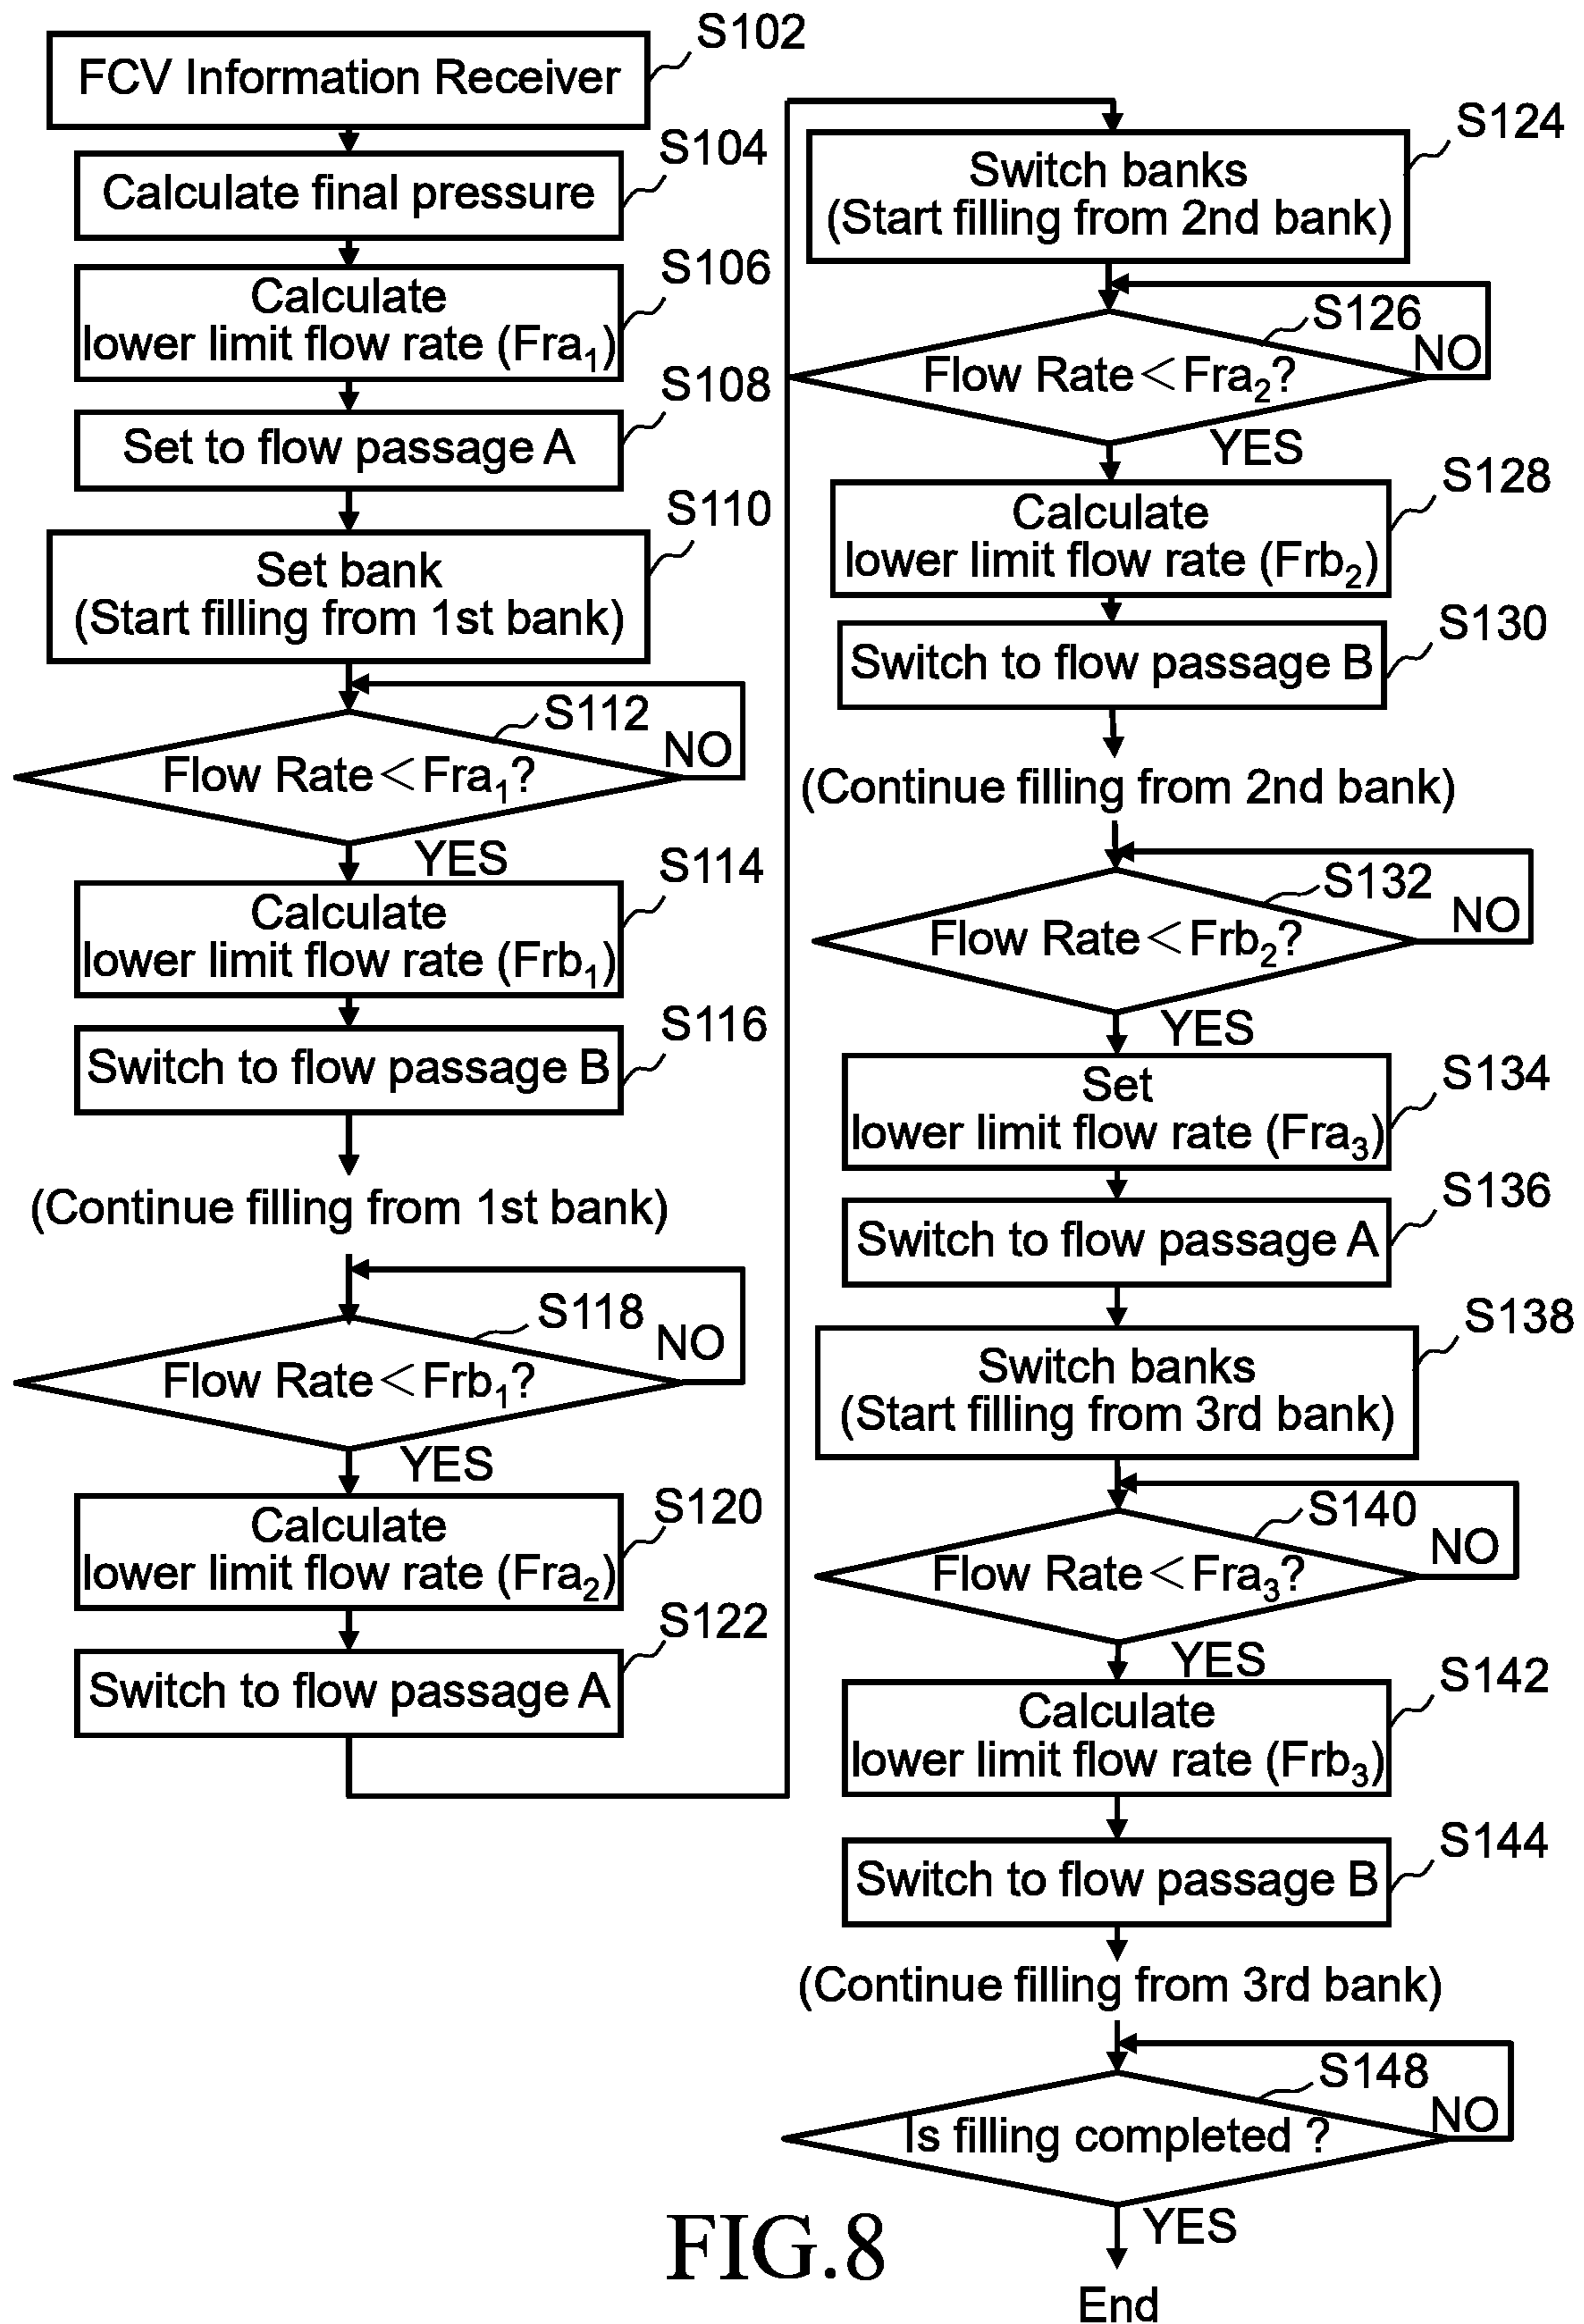 S102
FCV Information Receiver
S104
Calculate final pressure
S106
Calculate
lower limit flow rate (Fra₁)
S108
Set to flow passage A
S110
Set bank
(Start filling from 1st bank)
S112
NO
Flow Rate＜Fra₁?
YES
S114
Calculate
lower limit flow rate (Frb₁)
S116
Switch to flow passage B
(Continue filling from 1st bank)
S118
NO
Flow Rate＜Frb₁?
YES
S120
Calculate
lower limit flow rate (Fra₂)
S122
Switch to flow passage A
S124
Switch banks
(Start filling from 2nd bank)
S126
NO
Flow Rate＜Fra₂?
YES
S128
Calculate
lower limit flow rate (Frb₂)
S130
Switch to flow passage B
(Continue filling from 2nd bank)
S132
NO
Flow Rate＜Frb₂?
YES
S134
Set
lower limit flow rate (Fra₃)
S136
Switch to flow passage A
S138
Switch banks
(Start filling from 3rd bank)
S140
NO
Flow Rate＜Fra₃?
YES
S142
Calculate
lower limit flow rate (Frb₃)
S144
Switch to flow passage B
(Continue filling from 3rd bank)
S148
NO
Is filling completed ?
YES
End
FIG.8